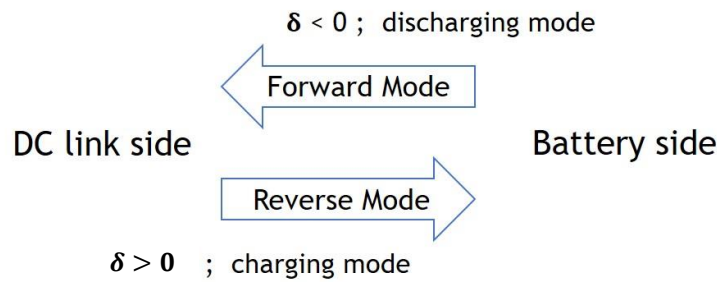 δ < 0 ; discharging mode
Forward Mode
DC link side
Battery side
Reverse Mode
δ > 0 ; charging mode